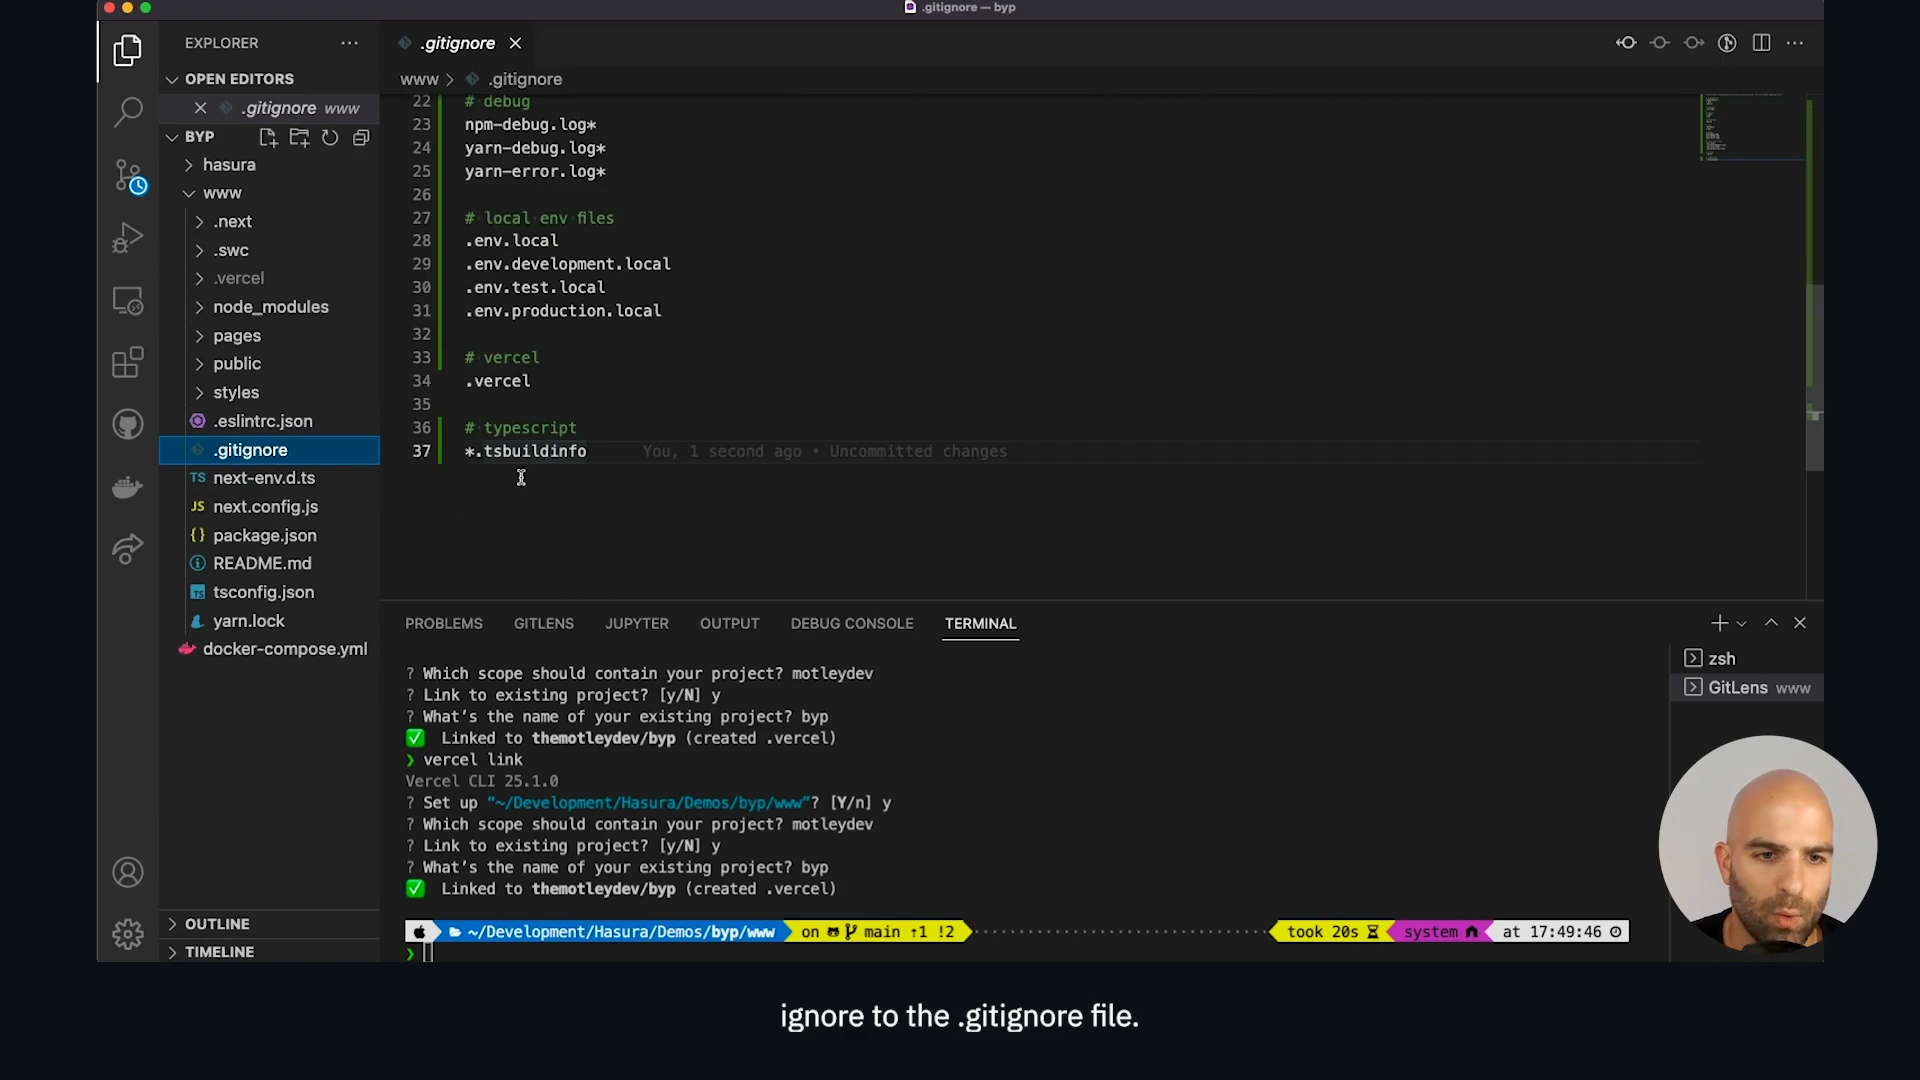 .gitignore — byp
EXPLORER
.gitignore
OPEN EDITORS
www > .gitignore
.gitignore www
BYP
hasura
www
.next
.swc
.vercel
node_modules
pages
public
styles
.eslintrc.json
.gitignore
TS next-env.d.ts
JS next.config.js
{} package.json
README.md
TS tsconfig.json
yarn.lock
docker-compose.yml
OUTLINE
TIMELINE
22 # debug
23 npm-debug.log*
24 yarn-debug.log*
25 yarn-error.log*
26
27 # local env files
28 .env.local
29 .env.development.local
30 .env.test.local
31 .env.production.local
32
33 # vercel
34 .vercel
35
36 # typescript
37 *.tsbuildinfo You, 1 second ago • Uncommitted changes
PROBLEMS GITLENS JUPYTER OUTPUT DEBUG CONSOLE TERMINAL
zsh
GitLens www
? Which scope should contain your project? motleydev
? Link to existing project? [y/N] y
? What’s the name of your existing project? byp
✅ Linked to themotleydev/byp (created .vercel)
❯ vercel link
Vercel CLI 25.1.0
? Set up “~/Development/Hasura/Demos/byp/www”? [Y/n] y
? Which scope should contain your project? motleydev
? Link to existing project? [y/N] y
? What’s the name of your existing project? byp
✅ Linked to themotleydev/byp (created .vercel)
~/Development/Hasura/Demos/byp/www on main ↑1 !2 took 20s system at 17:49:46
❯
ignore to the .gitignore file.